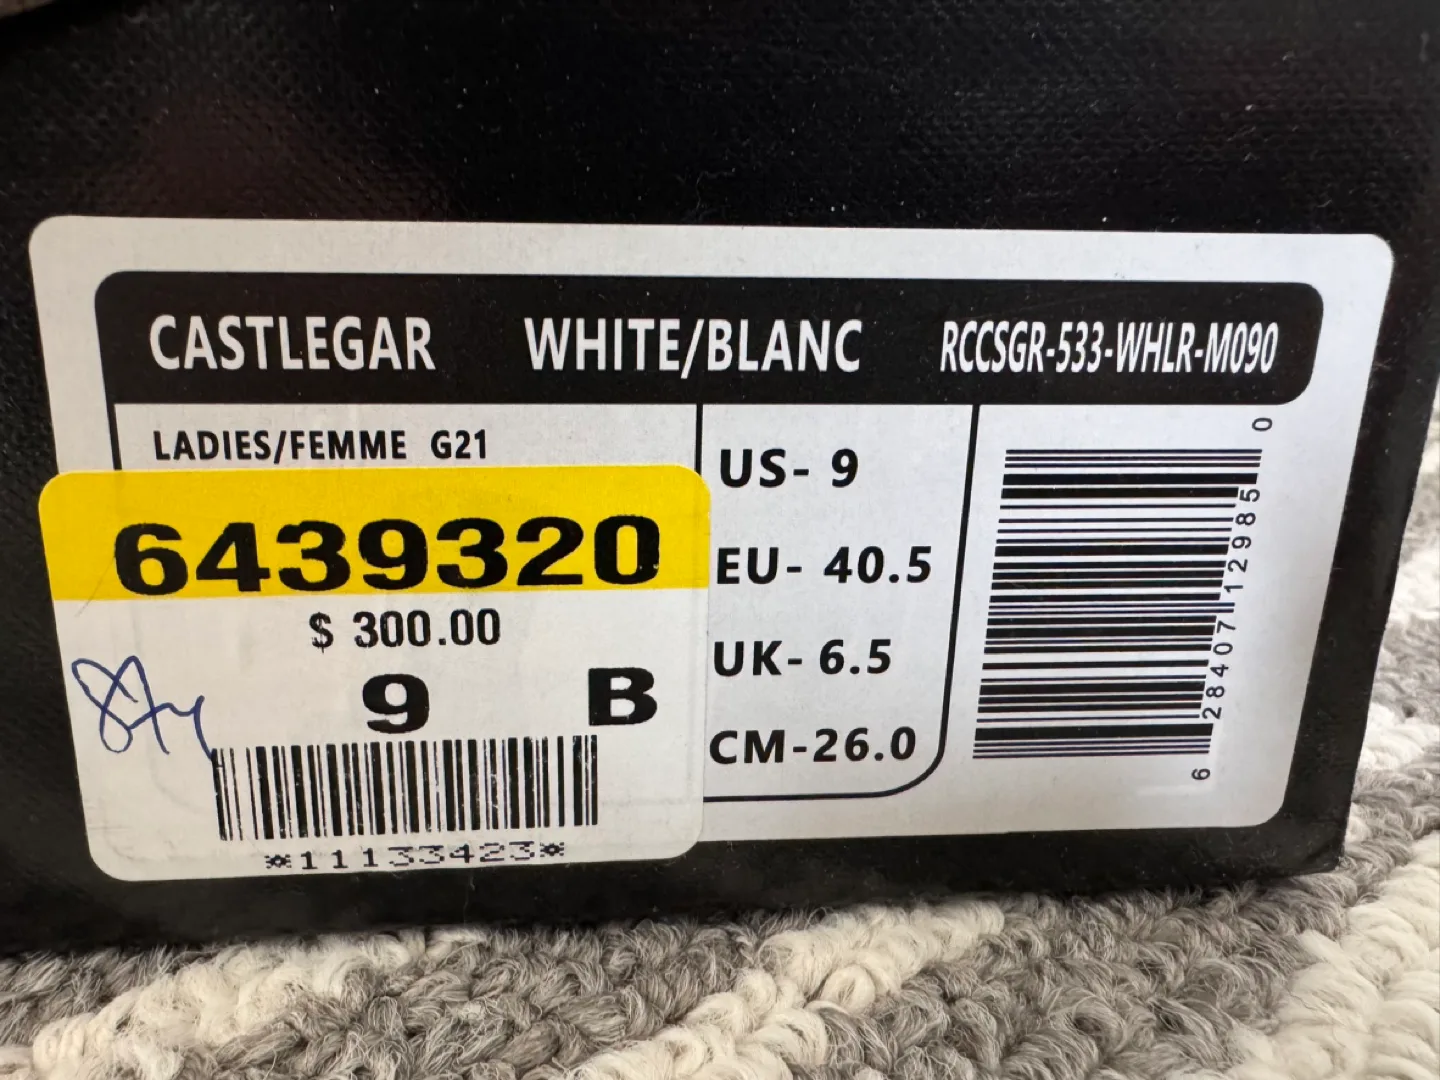 CASTLEGAR WHITE/BLANC RCCSGR-533-WHLR-M090
LADIES/FEMME G21
6439320
$ 300.00
9 B
*11133423*
US- 9
EU- 40.5
UK- 6.5
CM-26.0
6 28407 12985 0